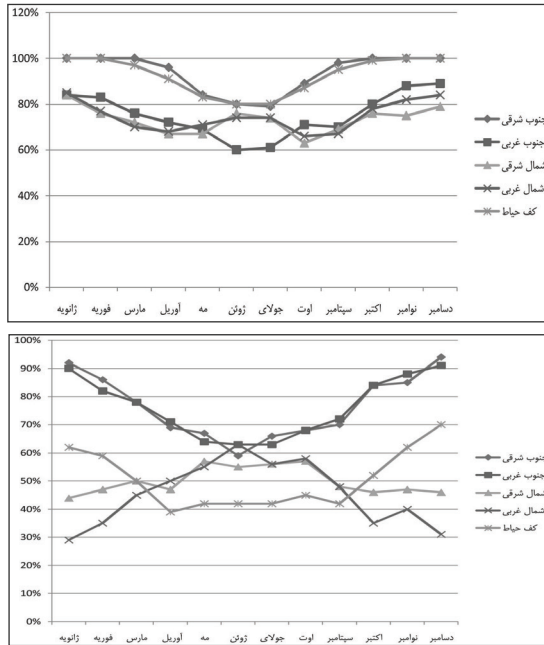 120%
100%
80%
60%
40%
20%
0%
ژانویه فوریه مارس آوریل مه ژوئن جولای اوت سپتامبر اکتبر نوامبر دسامبر
جنوب شرقی
جنوب غربی
شمال شرقی
شمال غربی
کف حیاط
100%
90%
80%
70%
60%
50%
40%
30%
20%
10%
0%
ژانویه فوریه مارس آوریل مه ژوئن جولای اوت سپتامبر اکتبر نوامبر دسامبر
جنوب شرقی
جنوب غربی
شمال شرقی
شمال غربی
کف حیاط